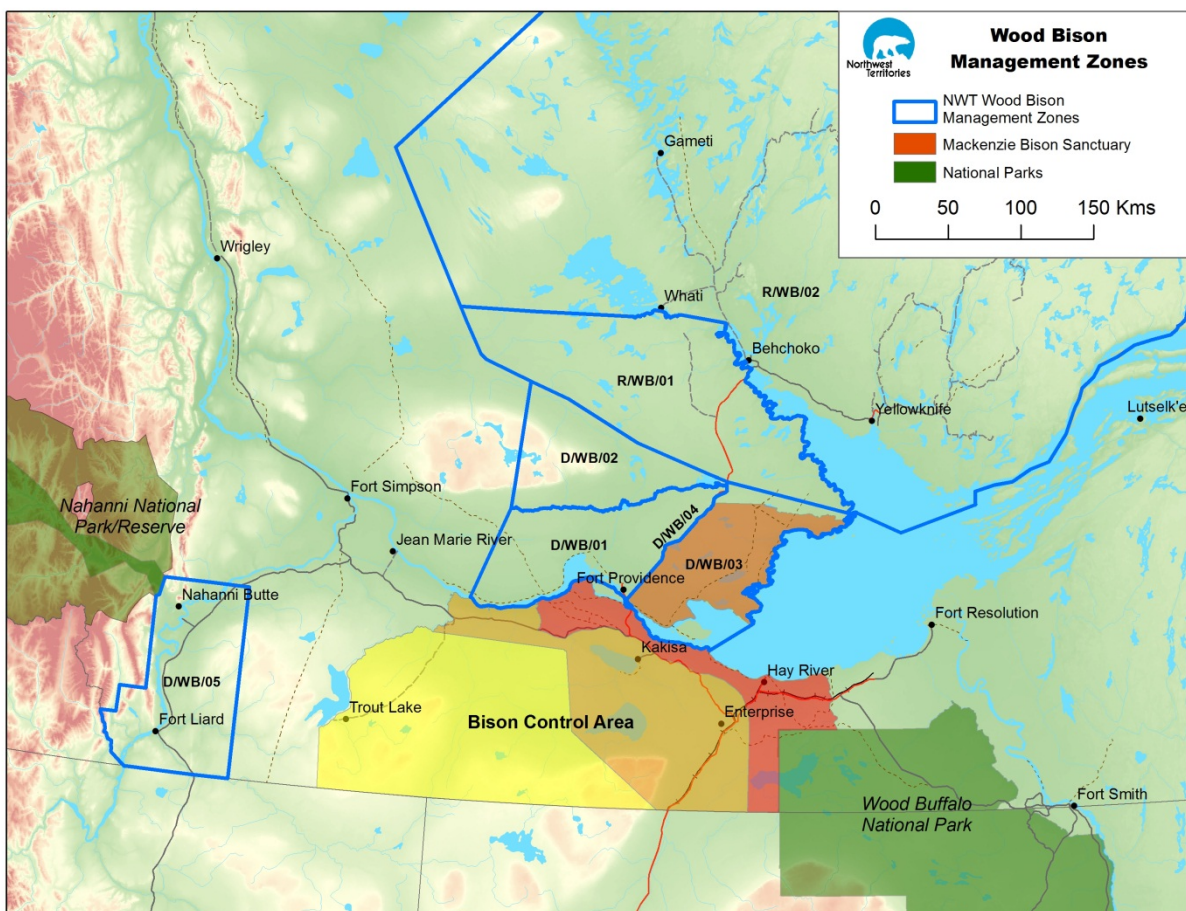 Northwest
Territories
Wood Bison
Management Zones
NWT Wood Bison
Management Zones
Mackenzie Bison Sanctuary
National Parks
0 50 100 150 Kms
Gameti
Wrigley
Whati
R/WB/02
Behchoko
R/WB/01
Yellowknife
Lutselk'e
D/WB/02
Fort Simpson
Nahanni National
Park/Reserve
D/WB/04
Jean Marie River
D/WB/01
D/WB/03
Fort Providence
Nahanni Butte
Fort Resolution
Kakisa
Hay River
D/WB/05
Trout Lake
Bison Control Area
Enterprise
Fort Liard
Wood Buffalo
National Park
Fort Smith